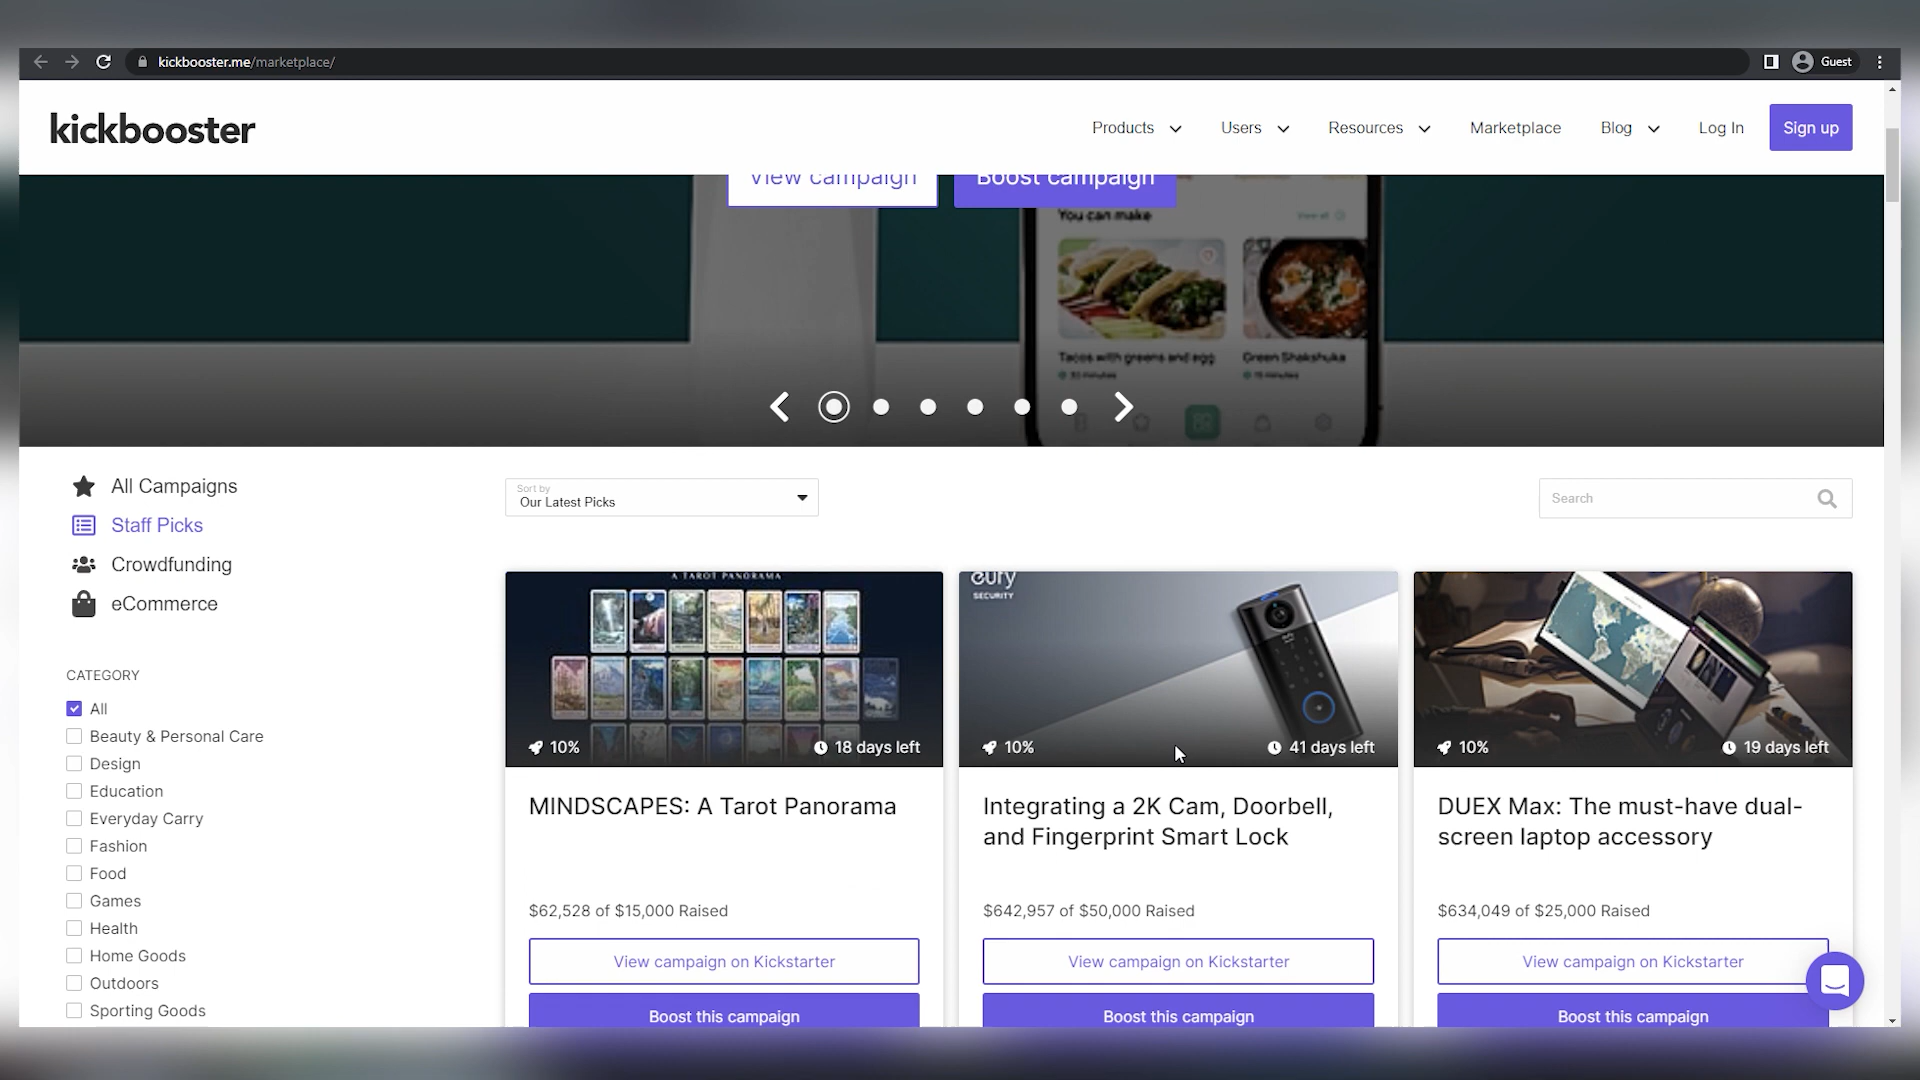 kickbooster.me/marketplace/
Guest
kickbooster
Products
Users
Resources
Marketplace
Blog
Log In
Sign up
View campaign
Boost campaign
You can make
View all
Tacos with greens and egg
Green Shakshuka
30 minutes
15 minutes
All Campaigns
Staff Picks
Crowdfunding
eCommerce
CATEGORY
All
Beauty & Personal Care
Design
Education
Everyday Carry
Fashion
Food
Games
Health
Home Goods
Outdoors
Sporting Goods
Sort by
Our Latest Picks
Search
A TAROT PANORAMA
10%
18 days left
MINDSCAPES: A Tarot Panorama
$62,528 of $15,000 Raised
View campaign on Kickstarter
Boost this campaign
eufy
SECURITY
10%
41 days left
Integrating a 2K Cam, Doorbell,
and Fingerprint Smart Lock
$642,957 of $50,000 Raised
View campaign on Kickstarter
Boost this campaign
10%
19 days left
DUEX Max: The must-have dual-
screen laptop accessory
$634,049 of $25,000 Raised
View campaign on Kickstarter
Boost this campaign